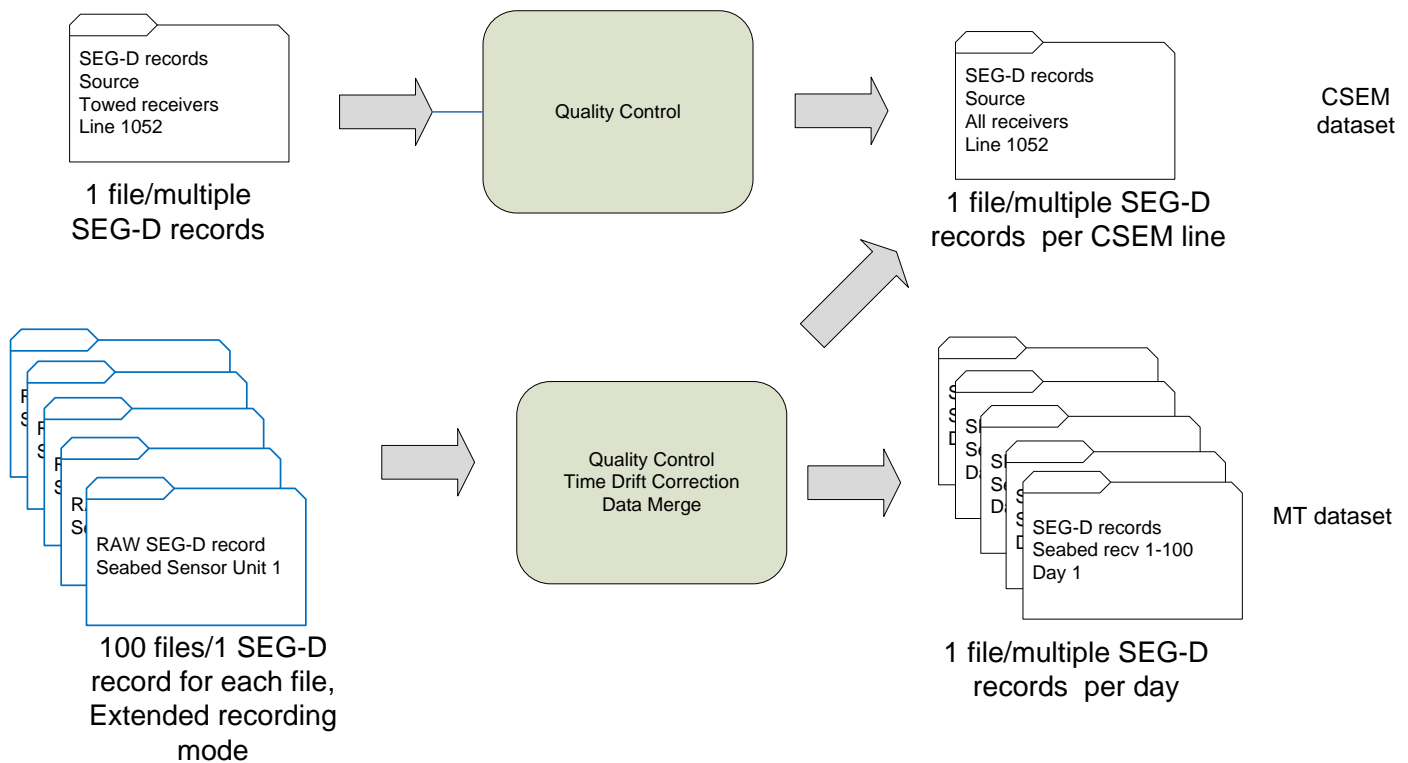 SEG-D records
Source
Towed receivers
Line 1052
1 file/multiple
SEG-D records
Quality Control
SEG-D records
Source
All receivers
Line 1052
1 file/multiple SEG-D
records per CSEM line
CSEM
dataset
RAW SEG-D record
Seabed Sensor Unit 1
100 files/1 SEG-D
record for each file,
Extended recording
mode
Quality Control
Time Drift Correction
Data Merge
SEG-D records
Seabed recv 1-100
Day 1
1 file/multiple SEG-D
records per day
MT dataset